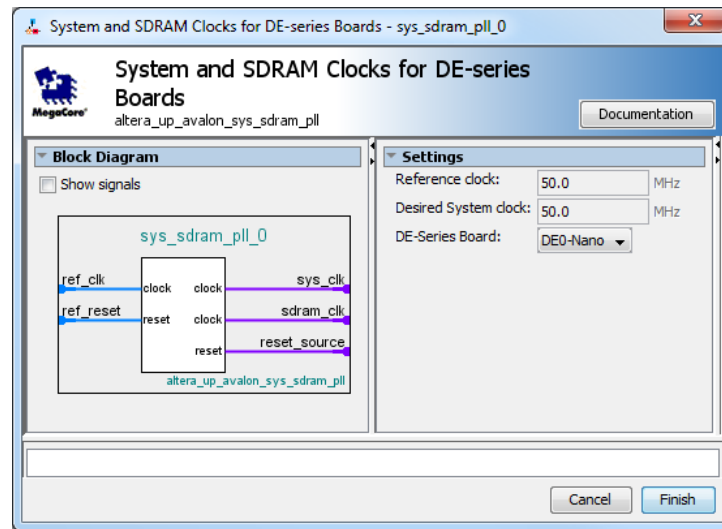 System and SDRAM Clocks for DE-series Boards - sys_sdram_pll_0
System and SDRAM Clocks for DE-series
Boards
MegaCore®
altera_up_avalon_sys_sdram_pll
Documentation
Block Diagram
Show signals
sys_sdram_pll_0
ref_clk
clock
clock
sys_clk
ref_reset
reset
clock
sdram_clk
reset
reset_source
altera_up_avalon_sys_sdram_pll
Settings
Reference clock:
50.0
MHz
Desired System clock:
50.0
MHz
DE-Series Board:
DE0-Nano
Cancel
Finish